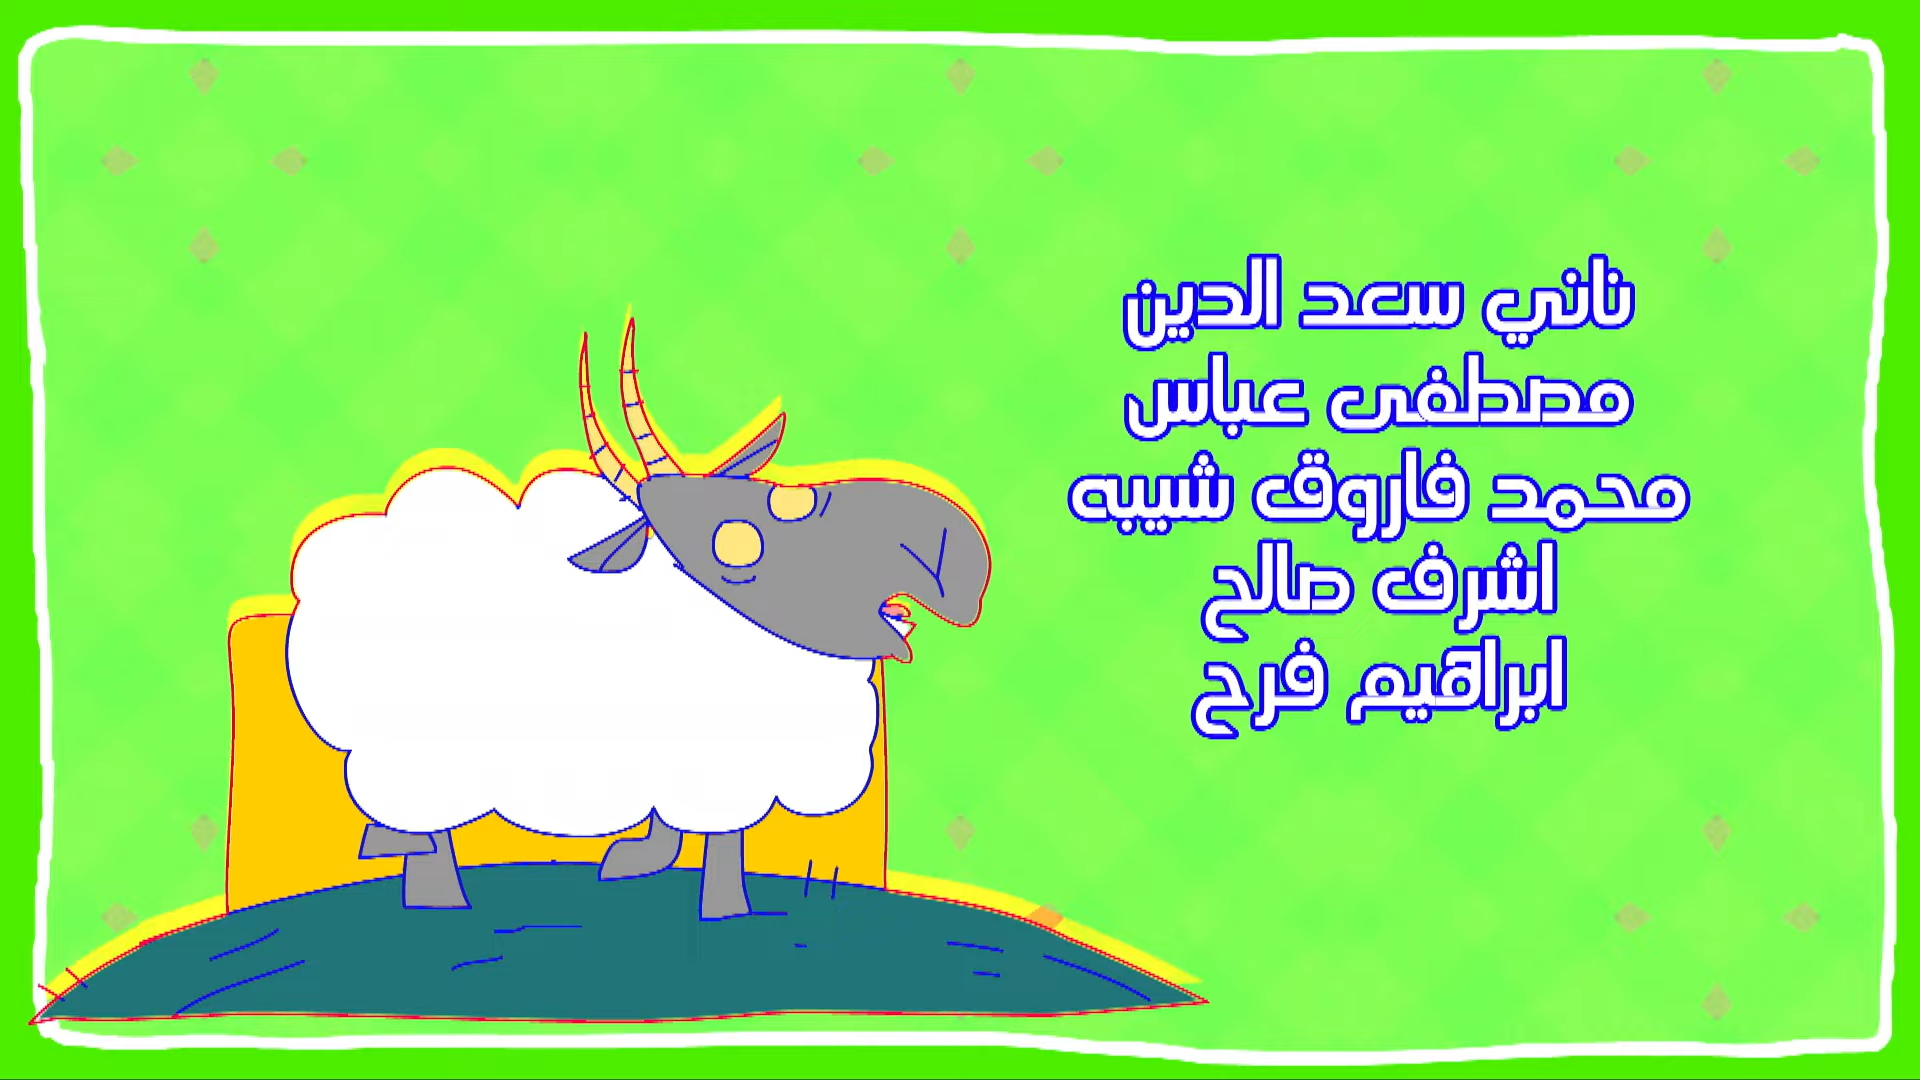 ناني سعد الدين
مصطفى عباس
محمد فاروق شيبه
اشرف صالح
ابراهيم فرح